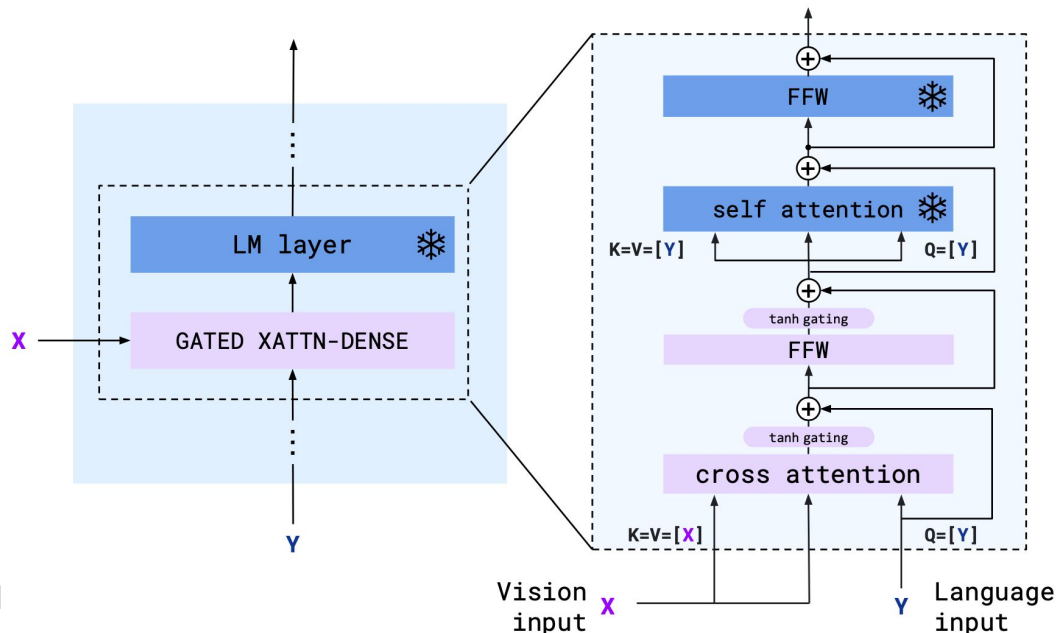 LM layer
GATED XATTN-DENSE
X
Y
FFW
self attention
K=V=[Y]
Q=[Y]
tanh gating
FFW
tanh gating
cross attention
K=V=[X]
Q=[Y]
Vision
input
X
Y
Language
input